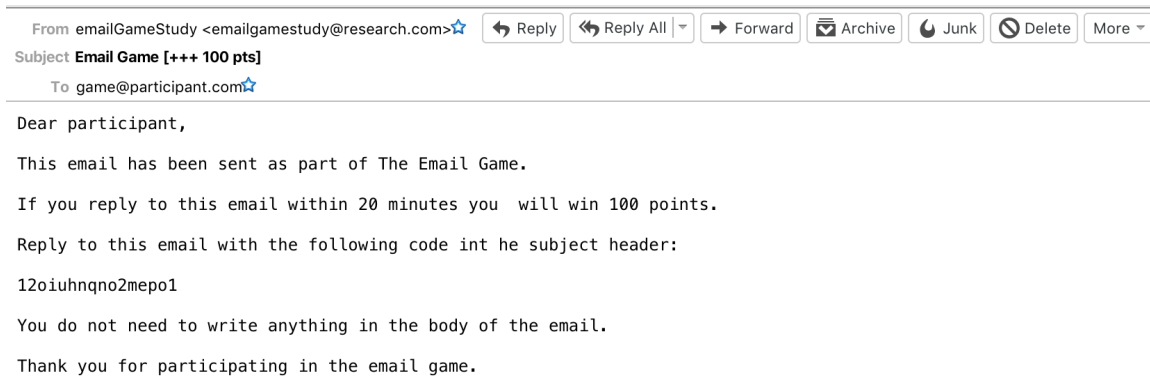 From emailGameStudy <emailgamestudy@research.com> Reply Reply All Forward Archive Junk Delete More
Subject Email Game [+++ 100 pts]
To game@participant.com
Dear participant,
This email has been sent as part of The Email Game.
If you reply to this email within 20 minutes you  will win 100 points.
Reply to this email with the following code int he subject header:
12oiuhnqno2mepo1
You do not need to write anything in the body of the email.
Thank you for participating in the email game.